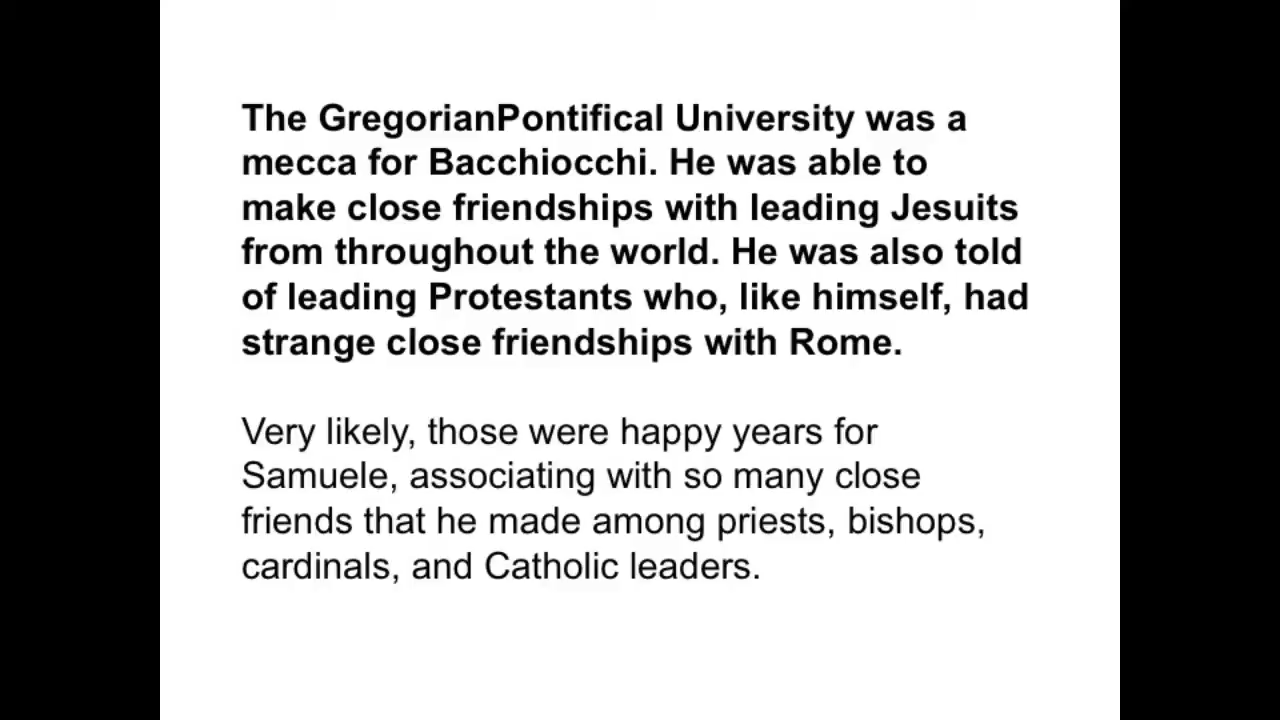 The GregorianPontifical University was a
mecca for Bacchiocchi. He was able to
make close friendships with leading Jesuits
from throughout the world. He was also told
of leading Protestants who, like himself, had
strange close friendships with Rome.
Very likely, those were happy years for
Samuele, associating with so many close
friends that he made among priests, bishops,
cardinals, and Catholic leaders.